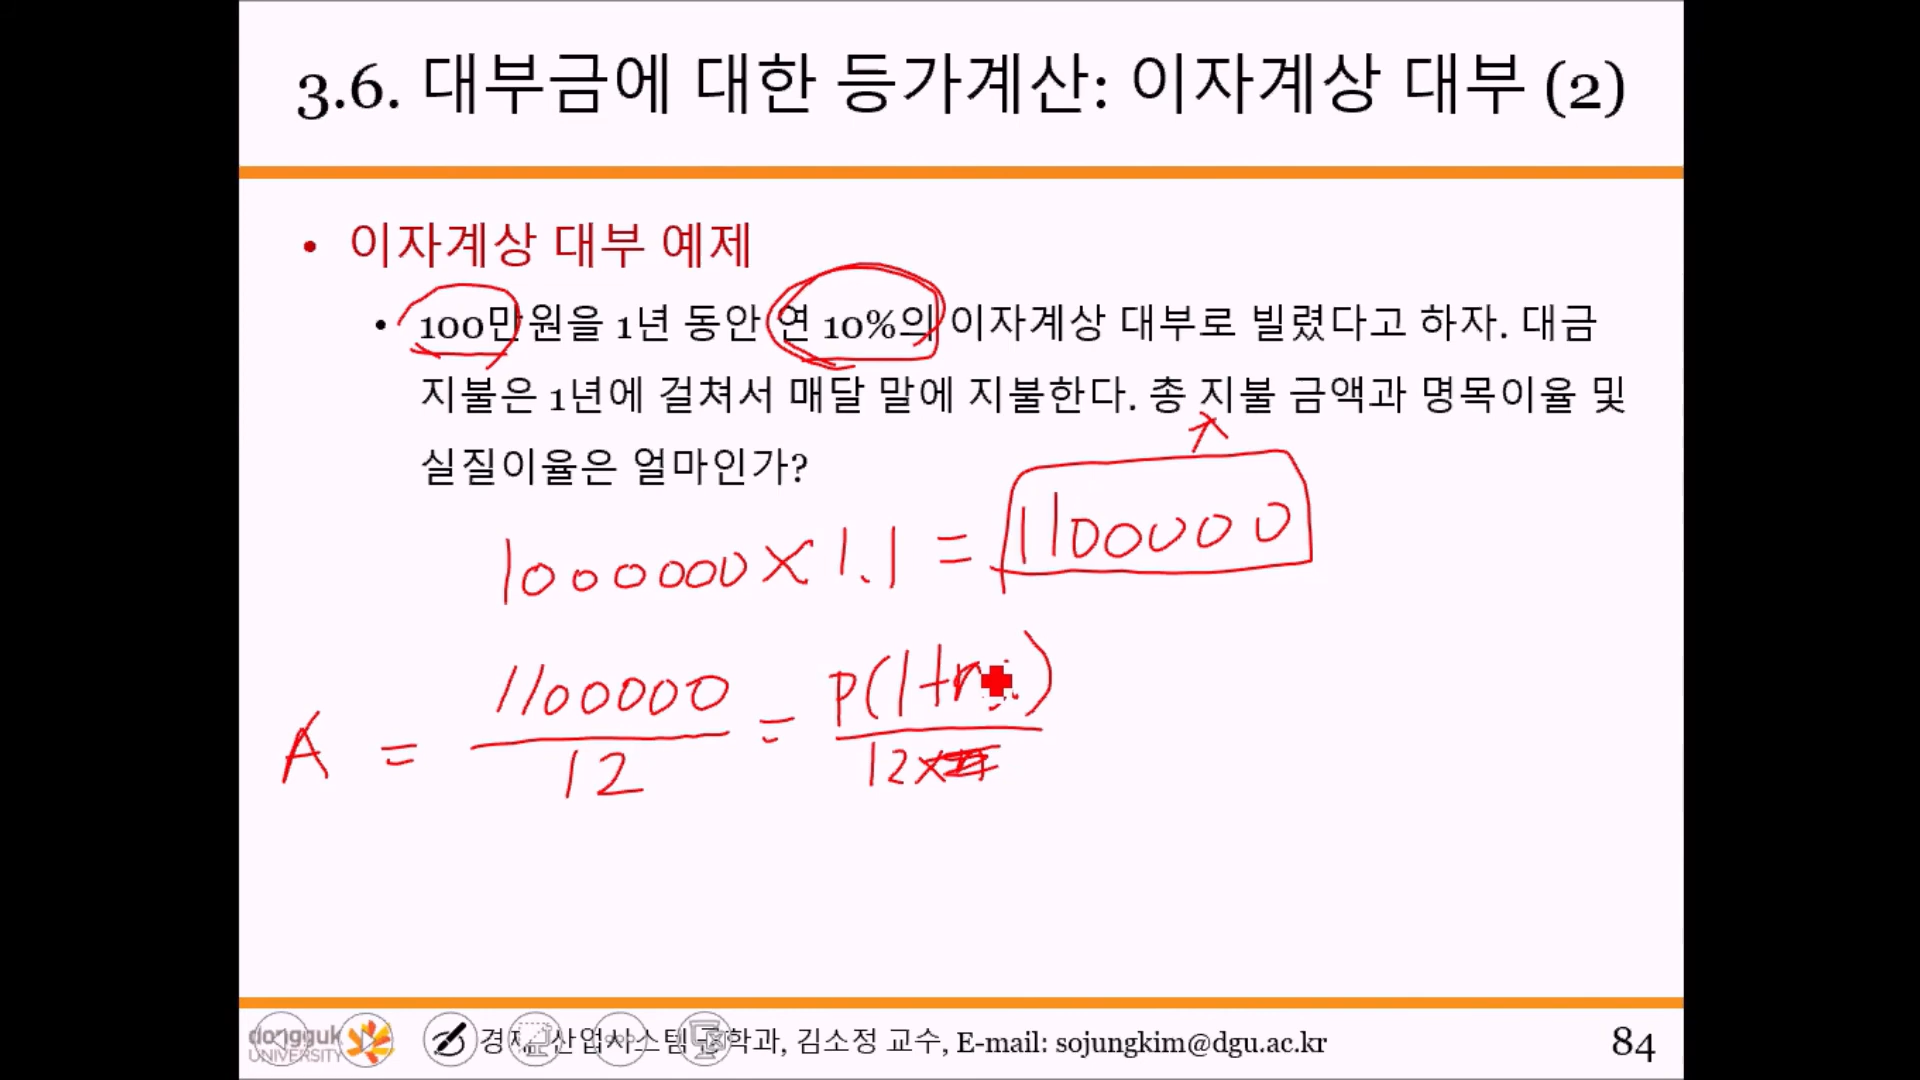 3.6. 대부금에 대한 등가계산: 이자계상 대부 (2)
• 이자계상 대부 예제
• 100만원을 1년 동안 연 10%의 이자계상 대부로 빌렸다고 하자. 대금
지불은 1년에 걸쳐서 매달 말에 지불한다. 총 지불 금액과 명목이율 및
실질이율은 얼마인가?
1000000 × 1.1 = 1100000
A = 1100000 / 12 = P(1+r) / 12×
dongguk
UNIVERSITY
산업시스템공학과, 김소정 교수, E-mail: sojungkim@dgu.ac.kr
84